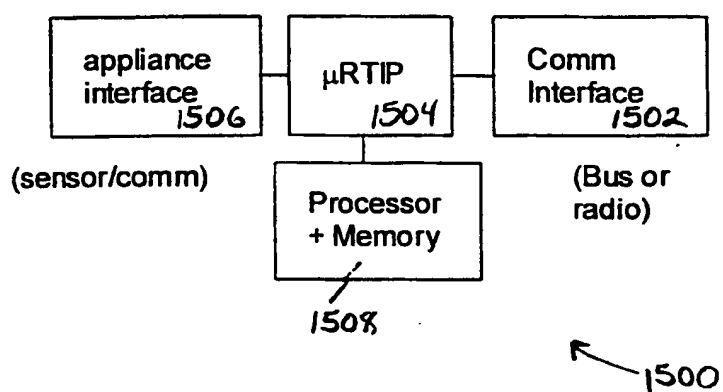 appliance
interface
1506
μRTIP
1504
Comm
Interface
1502
(sensor/comm)
(Bus or
radio)
Processor
+ Memory
1508
1500